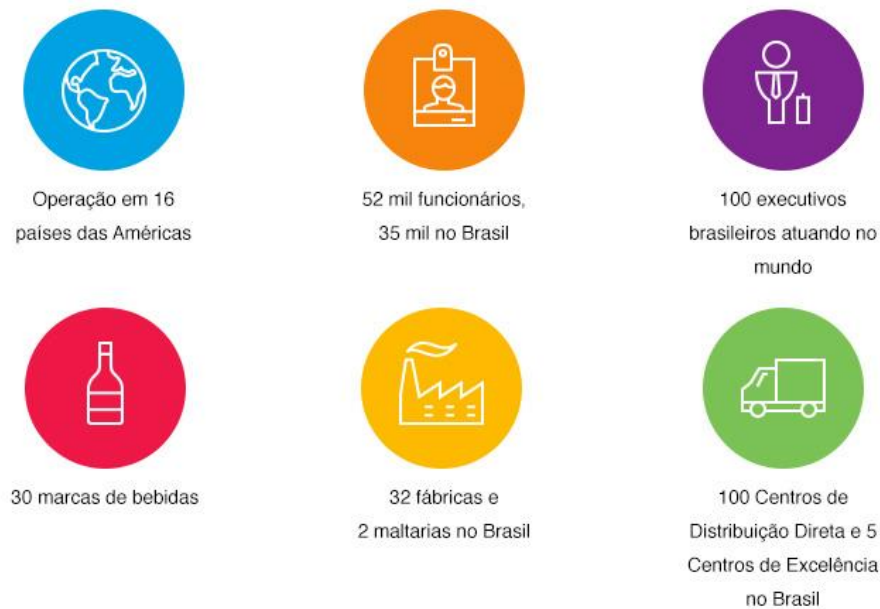 Operação em 16
países das Américas
52 mil funcionários,
35 mil no Brasil
100 executivos
brasileiros atuando no
mundo
30 marcas de bebidas
32 fábricas e
2 maltarias no Brasil
100 Centros de
Distribuição Direta e 5
Centros de Excelência
no Brasil